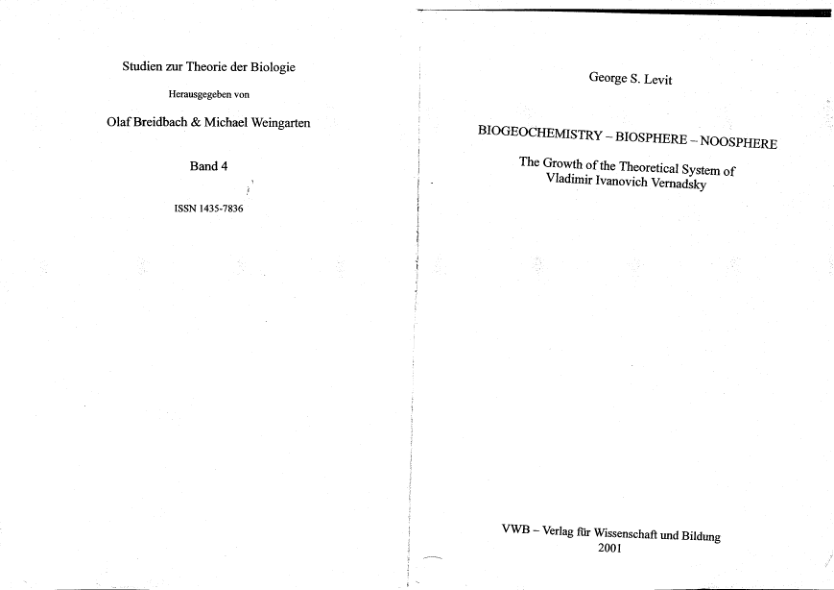 Studien zur Theorie der Biologie
Herausgegeben von
Olaf Breidbach & Michael Weingarten
Band 4
ISSN 1435-7836
George S. Levit
BIOGEOCHEMISTRY – BIOSPHERE – NOOSPHERE
The Growth of the Theoretical System of
Vladimir Ivanovich Vernadsky
VWB – Verlag für Wissenschaft und Bildung
2001